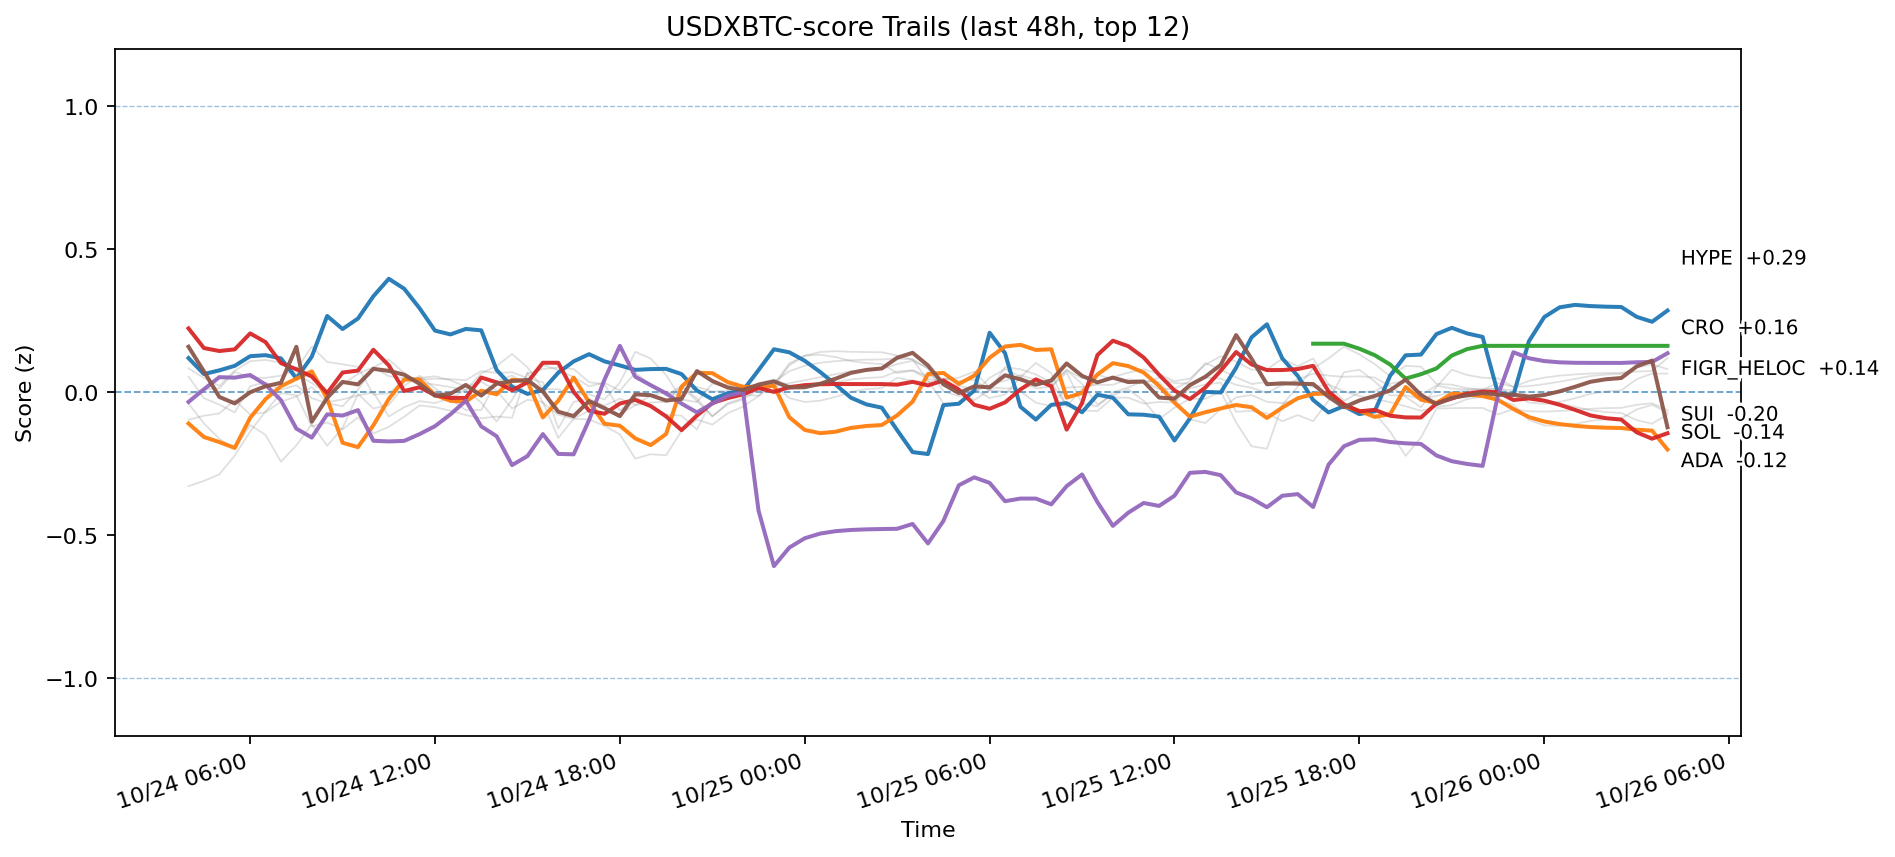 USDXBTC-score Trails (last 48h, top 12)
1.0
0.5
0.0
−0.5
−1.0
Score (z)
HYPE +0.29
CRO +0.16
FIGR_HELOC +0.14
SUI -0.20
SOL -0.14
ADA -0.12
10/24 06:00
10/24 12:00
10/24 18:00
10/25 00:00
10/25 06:00
10/25 12:00
10/25 18:00
10/26 00:00
10/26 06:00
Time